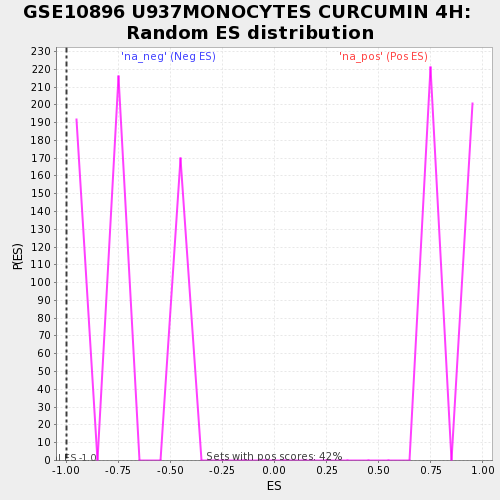 GSE10896 U937MONOCYTES CURCUMIN 4H:
Random ES distribution
'na_neg' (Neg ES)
'na_pos' (Pos ES)
230
220
210
200
190
180
170
160
150
140
130
120
110
100
90
80
70
60
50
40
30
20
10
0
P(ES)
ES -1.0
Sets with pos scores: 42%
-1.00 -0.75 -0.50 -0.25 0.00 0.25 0.50 0.75 1.00
ES